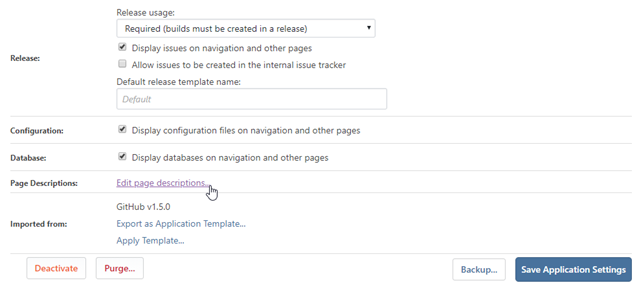 Release usage:
Required (builds must be created in a release)
Release:
Display issues on navigation and other pages
Allow issues to be created in the internal issue tracker
Default release template name:
Default
Configuration:
Display configuration files on navigation and other pages
Database:
Display databases on navigation and other pages
Page Descriptions:
Edit page descriptions...
Imported from:
GitHub v1.5.0
Export as Application Template...
Apply Template...
Deactivate
Purge...
Backup...
Save Application Settings